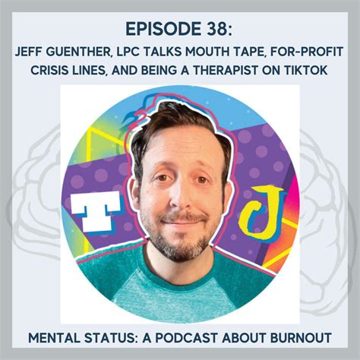 EPISODE 38:
JEFF GUENTHER, LPC TALKS MOUTH TAPE, FOR-PROFIT
CRISIS LINES, AND BEING A THERAPIST ON TIKTOK
T J
MENTAL STATUS: A PODCAST ABOUT BURNOUT